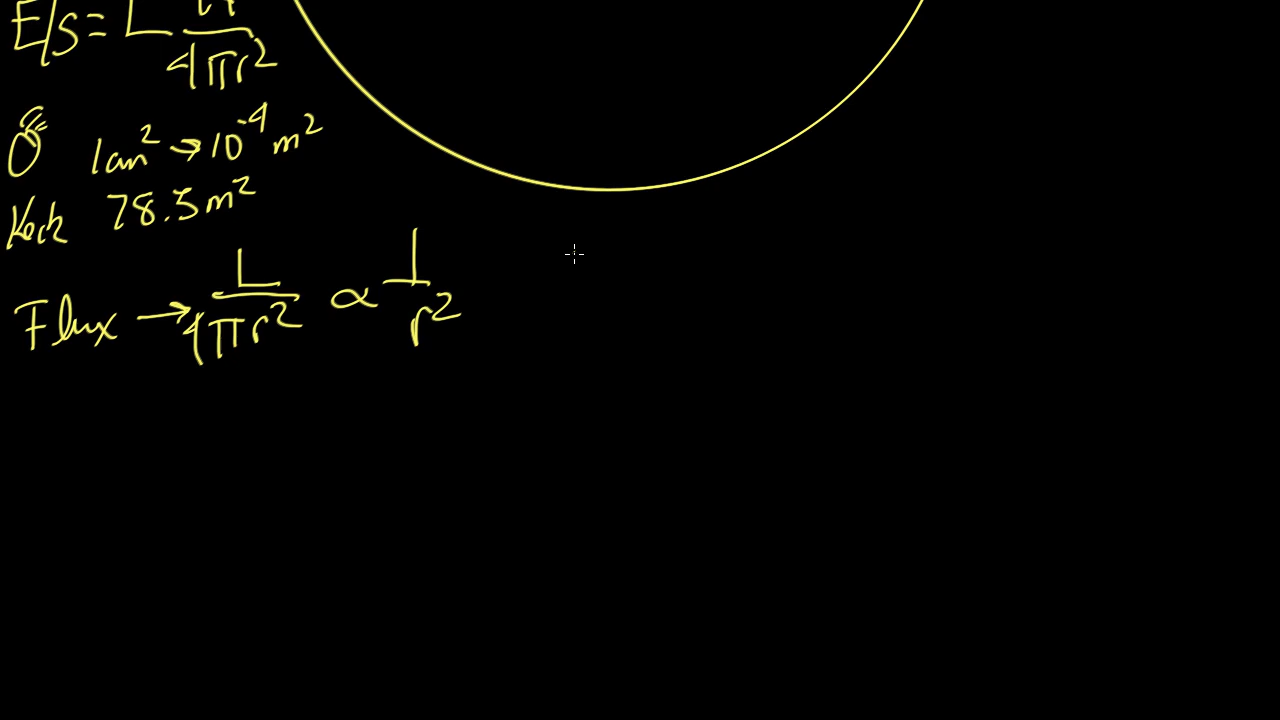 E/s = L / 4πr²
1cm² → 10⁻⁴ m²
Keck 78.5 m²
Flux → L / 4πr² ∝ 1 / r²